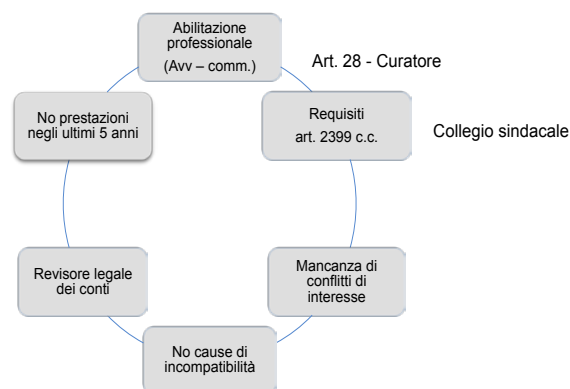 Abilitazione
professionale
(Avv – comm.)
Art. 28 - Curatore
Requisiti
art. 2399 c.c.
Collegio sindacale
Mancanza di
conflitti di
interesse
No cause di
incompatibilità
Revisore legale
dei conti
No prestazioni
negli ultimi 5 anni